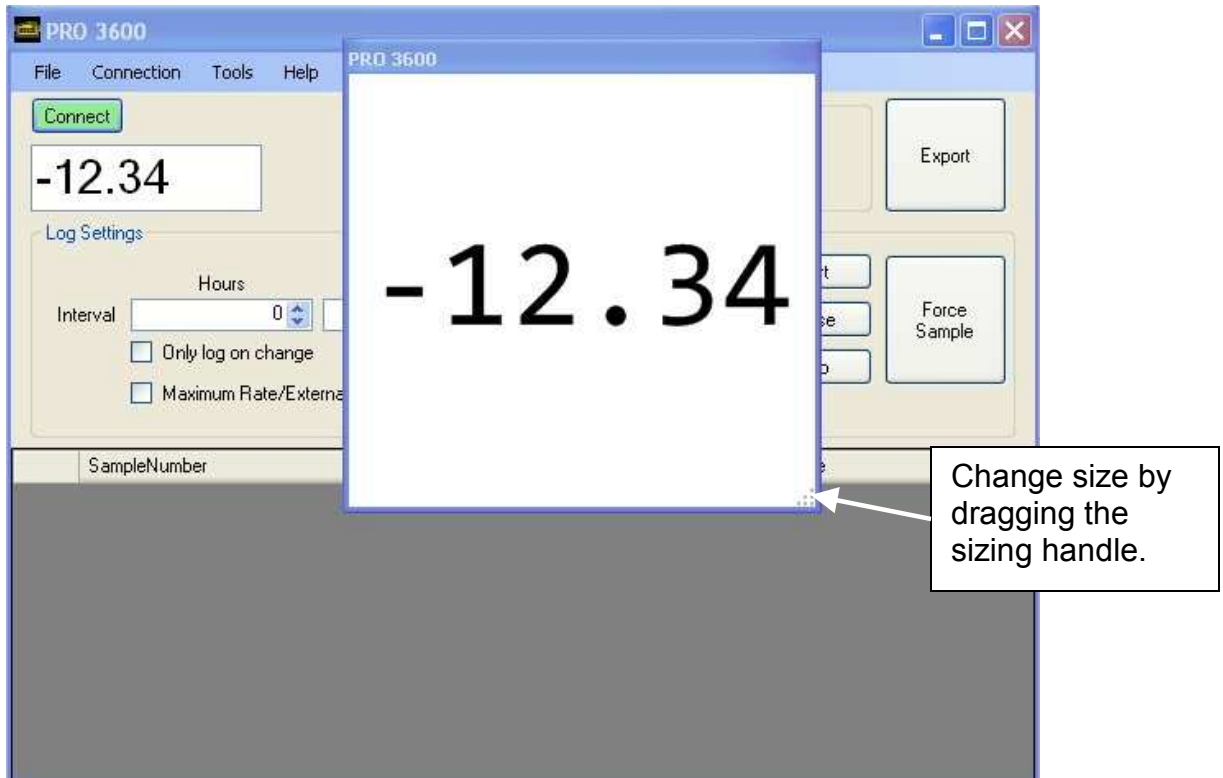 PRO 3600
File Connection Tools Help
Connect
-12.34
Export
Log Settings
Hours
Interval 0
Only log on change
Maximum Rate/Externa
Force
Sample
SampleNumber
PRO 3600
-12.34
Change size by
dragging the
sizing handle.